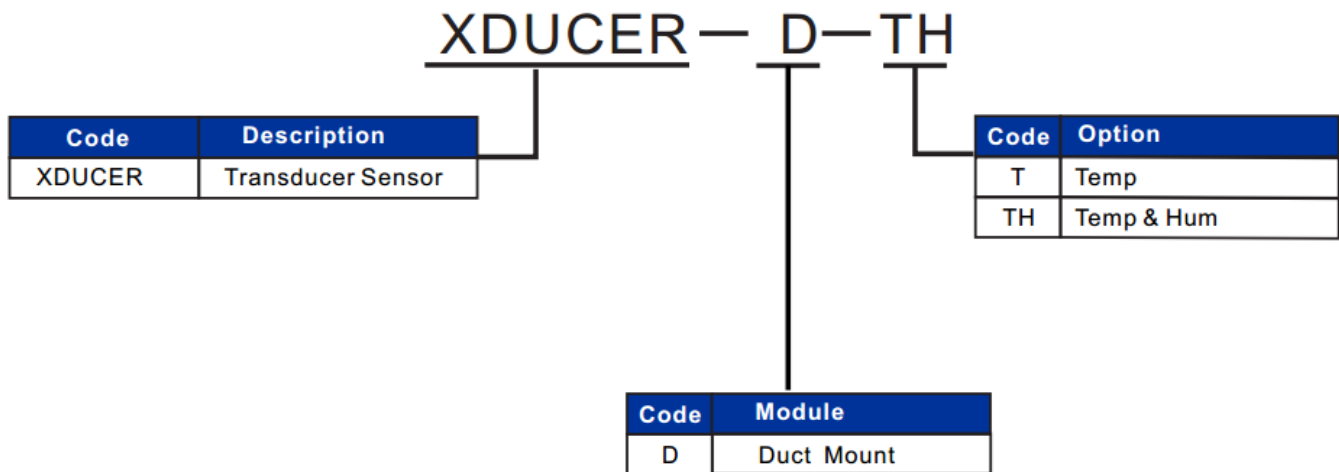 XDUCER — D — TH
Code Description
XDUCER Transducer Sensor
Code Option
T Temp
TH Temp & Hum
Code Module
D Duct Mount